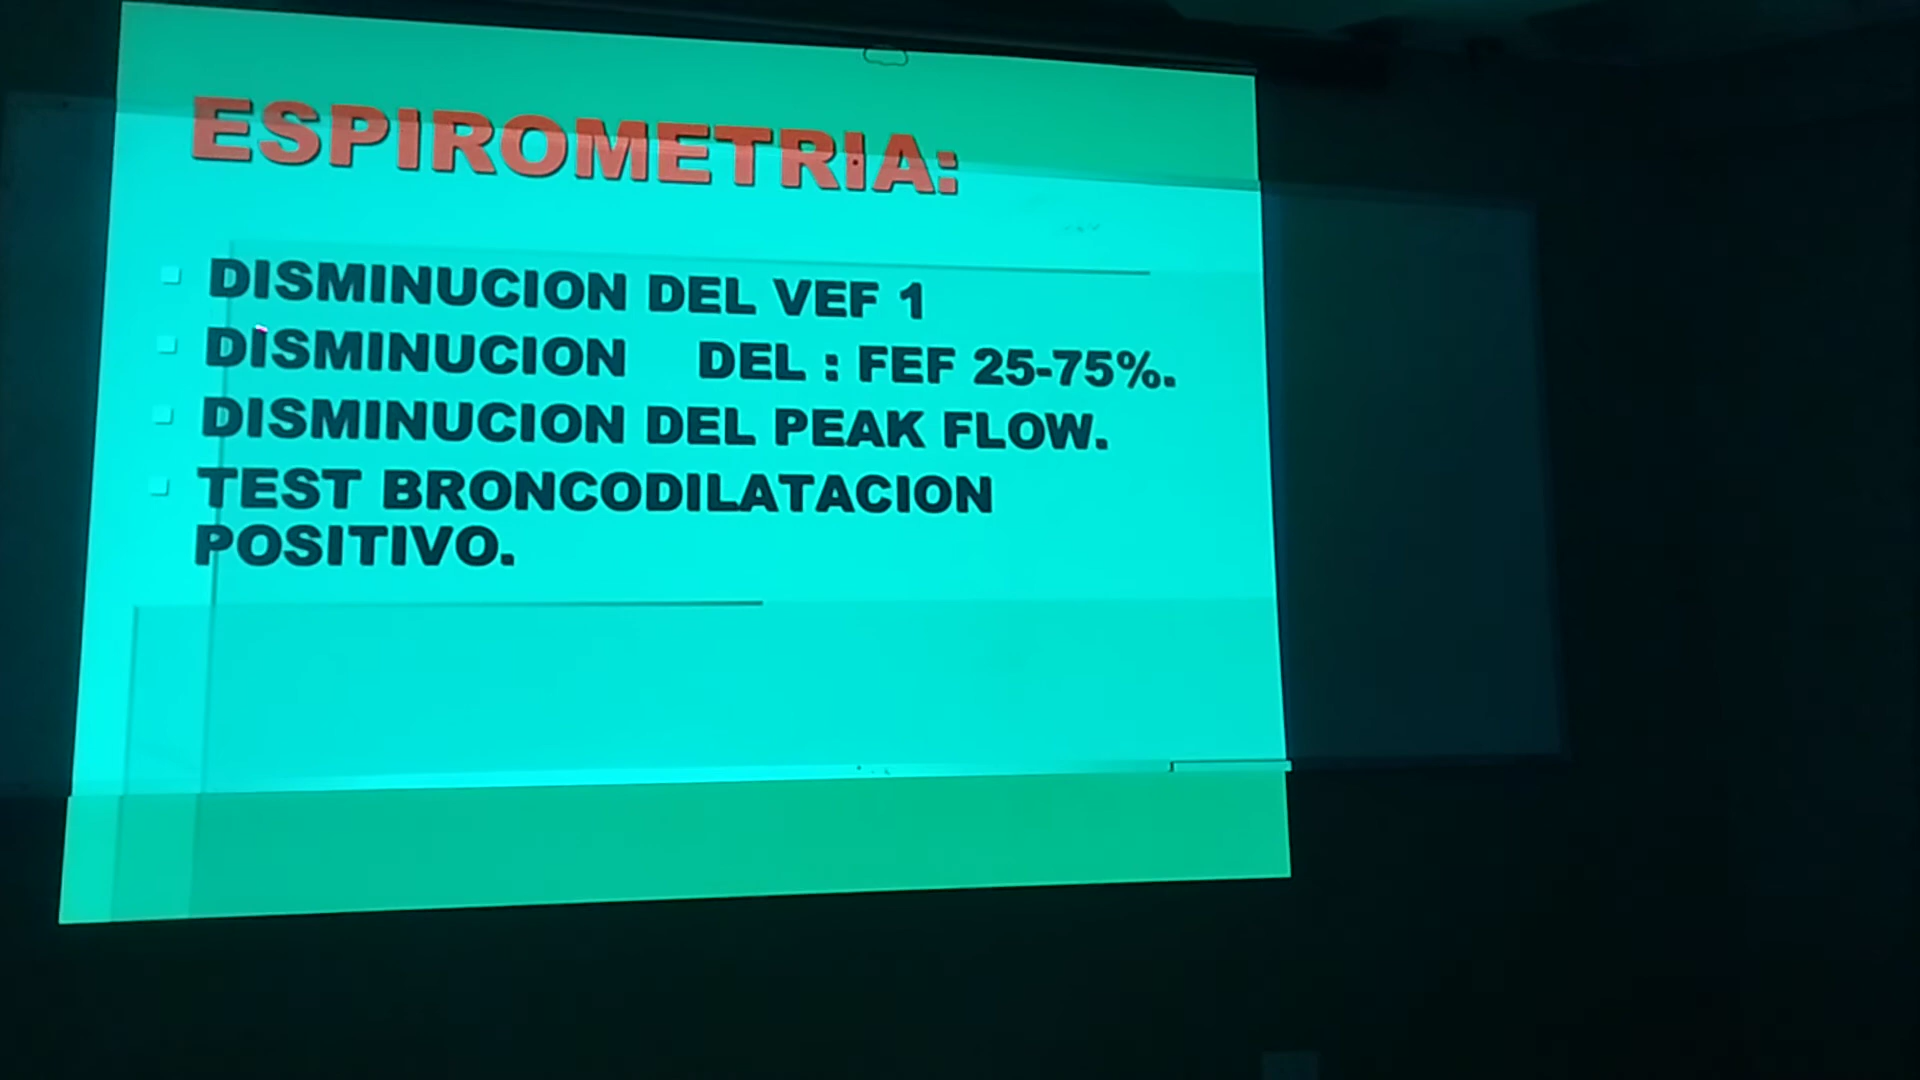 ESPIROMETRIA:
DISMINUCION DEL VEF 1
DISMINUCION DEL : FEF 25-75%.
DISMINUCION DEL PEAK FLOW.
TEST BRONCODILATACION
POSITIVO.